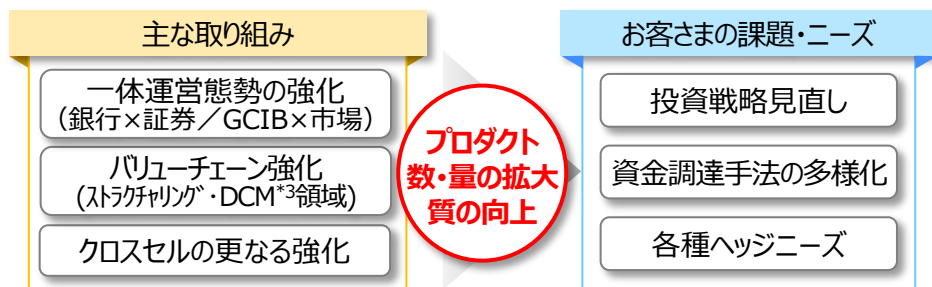 主な取り組み
一体運営態勢の強化
（銀行×証券／GCIB×市場）
バリューチェーン強化
(ｽﾄﾗｸﾁｬﾘﾝｸﾞ・DCM*3領域)
クロスセルの更なる強化
プロダクト
数・量の拡大
質の向上
お客さまの課題・ニーズ
投資戦略見直し
資金調達手法の多様化
各種ヘッジニーズ